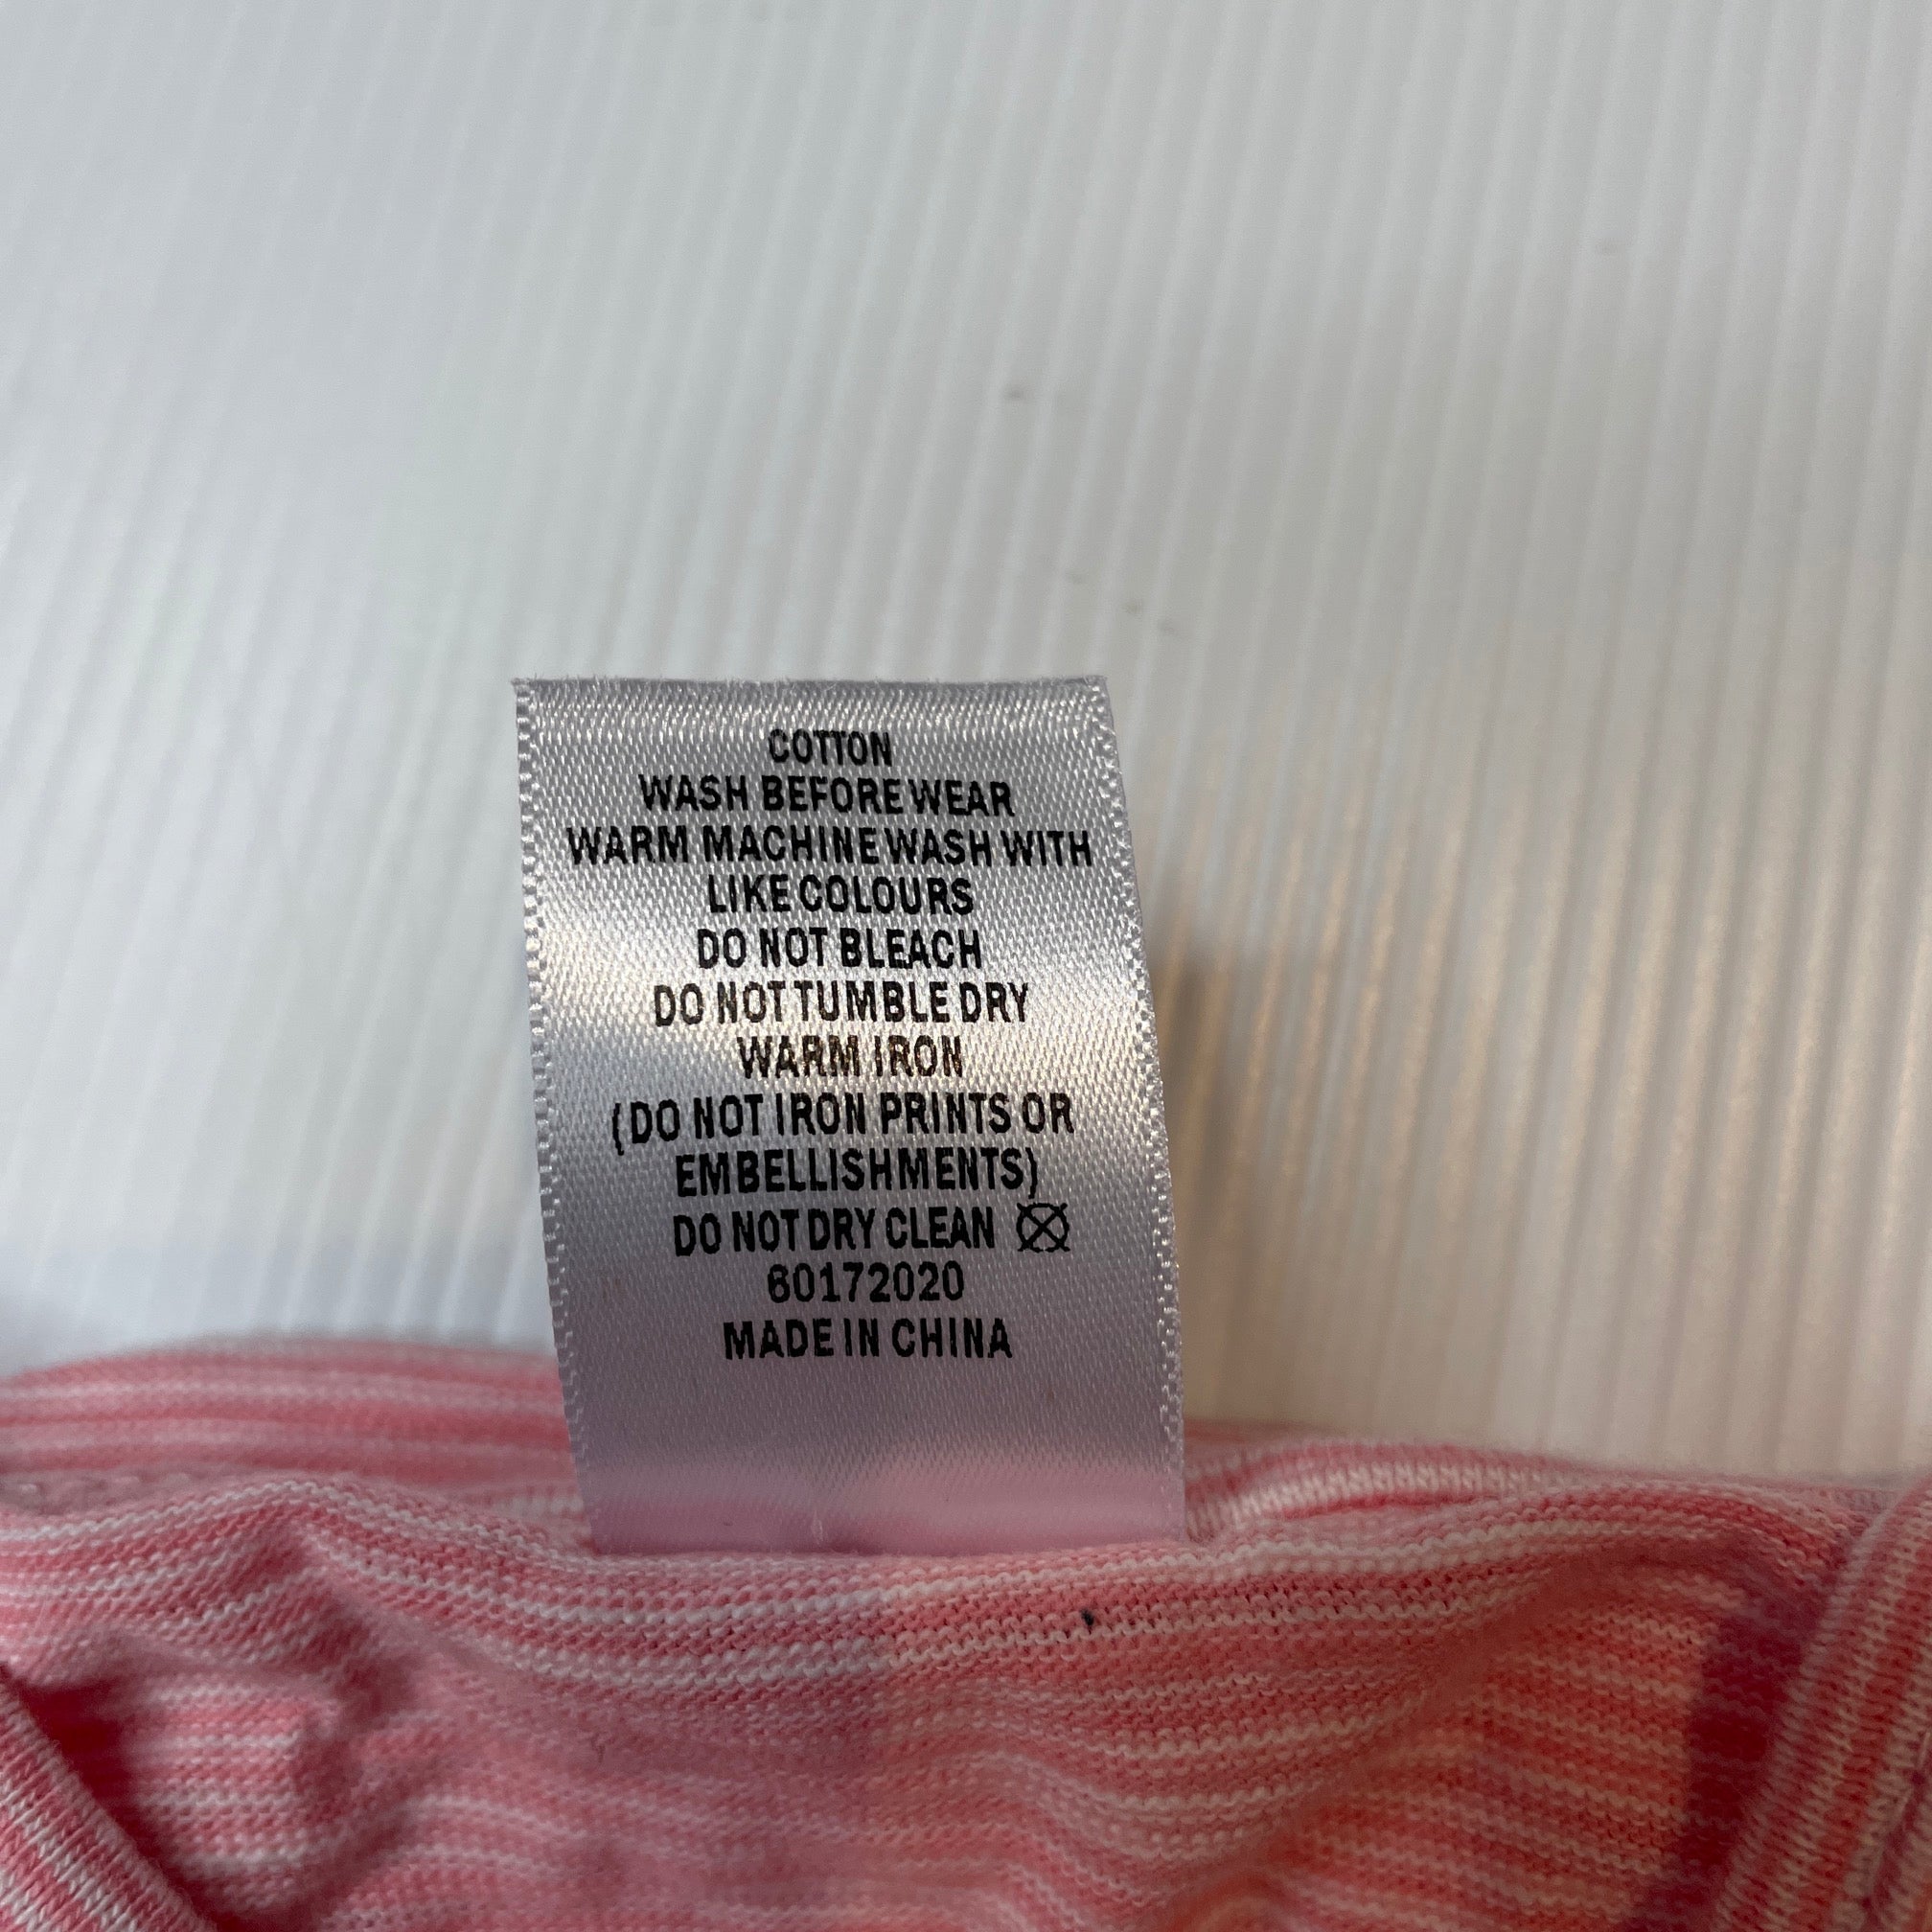 COTTON
WASH BEFORE WEAR
WARM MACHINE WASH WITH
LIKE COLOURS
DO NOT BLEACH
DO NOT TUMBLE DRY
WARM IRON
(DO NOT IRON PRINTS OR
EMBELLISHMENTS)
DO NOT DRY CLEAN
60172020
MADE IN CHINA